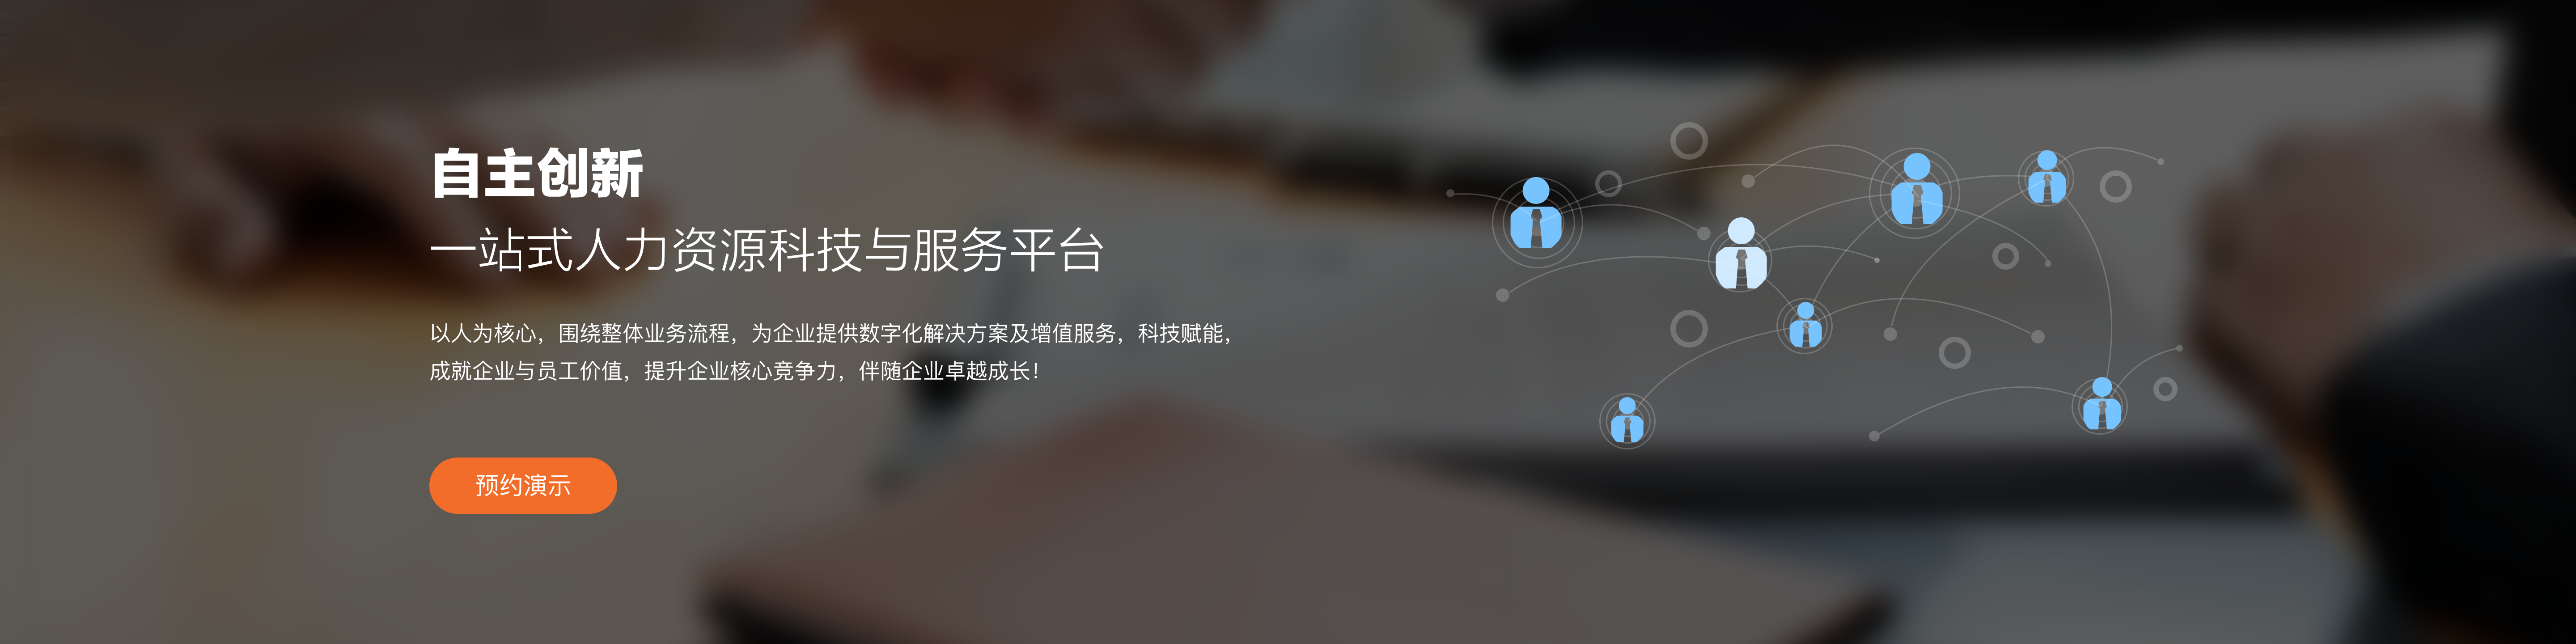 自主创新
一站式人力资源科技与服务平台
以人为核心，围绕整体业务流程，为企业提供数字化解决方案及增值服务，科技赋能，
成就企业与员工价值，提升企业核心竞争力，伴随企业卓越成长！
预约演示